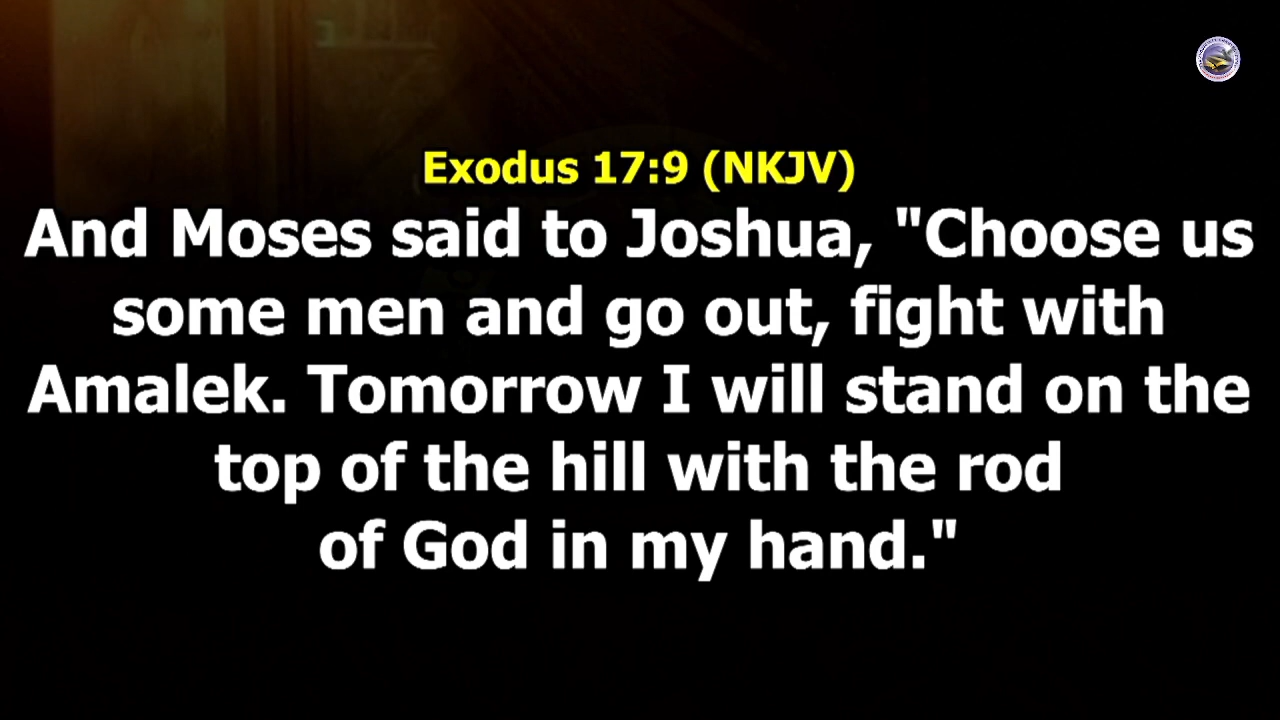 Exodus 17:9 (NKJV)
And Moses said to Joshua, "Choose us
some men and go out, fight with
Amalek. Tomorrow I will stand on the
top of the hill with the rod
of God in my hand."